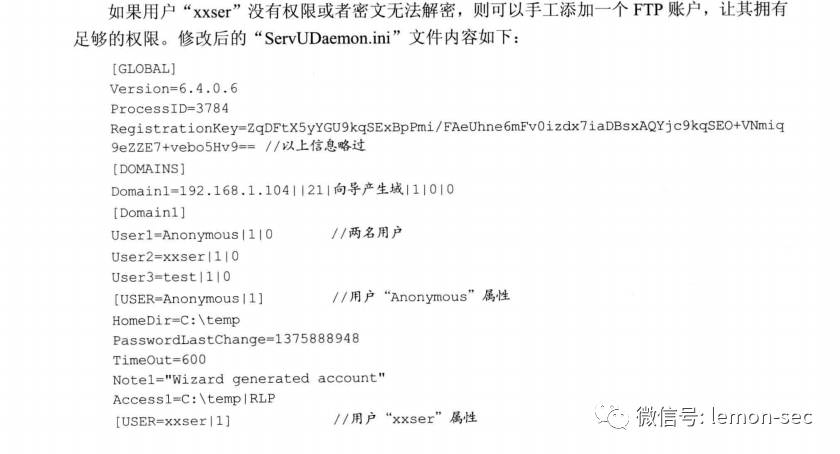 如果用户“xxser”没有权限或者密文无法解密，则可以手工添加一个 FTP 账户，让其拥有
足够的权限。修改后的“ServUDaemon.ini”文件内容如下：
[GLOBAL]
Version=6.4.0.6
ProcessID=3784
RegistrationKey=ZqDFtX5yYGU9kqSExBpPmi/FAeUhne6mFv0izdx7iaDBsxAQYjc9kqSEO+VNmiq
9eZZE7+vebo5Hv9== //以上信息略过
[DOMAINS]
Domain1=192.168.1.104||21|向导产生域|1|0|0
[Domain1]
User1=Anonymous|1|0 //两名用户
User2=xxser|1|0
User3=test|1|0
[USER=Anonymous|1] //用户“Anonymous”属性
HomeDir=C:\temp
PasswordLastChange=1375888948
TimeOut=600
Note1="Wizard generated account"
Access1=C:\temp|RLP
[USER=xxser|1] //用户“xxser”属性
微信号: lemon-sec